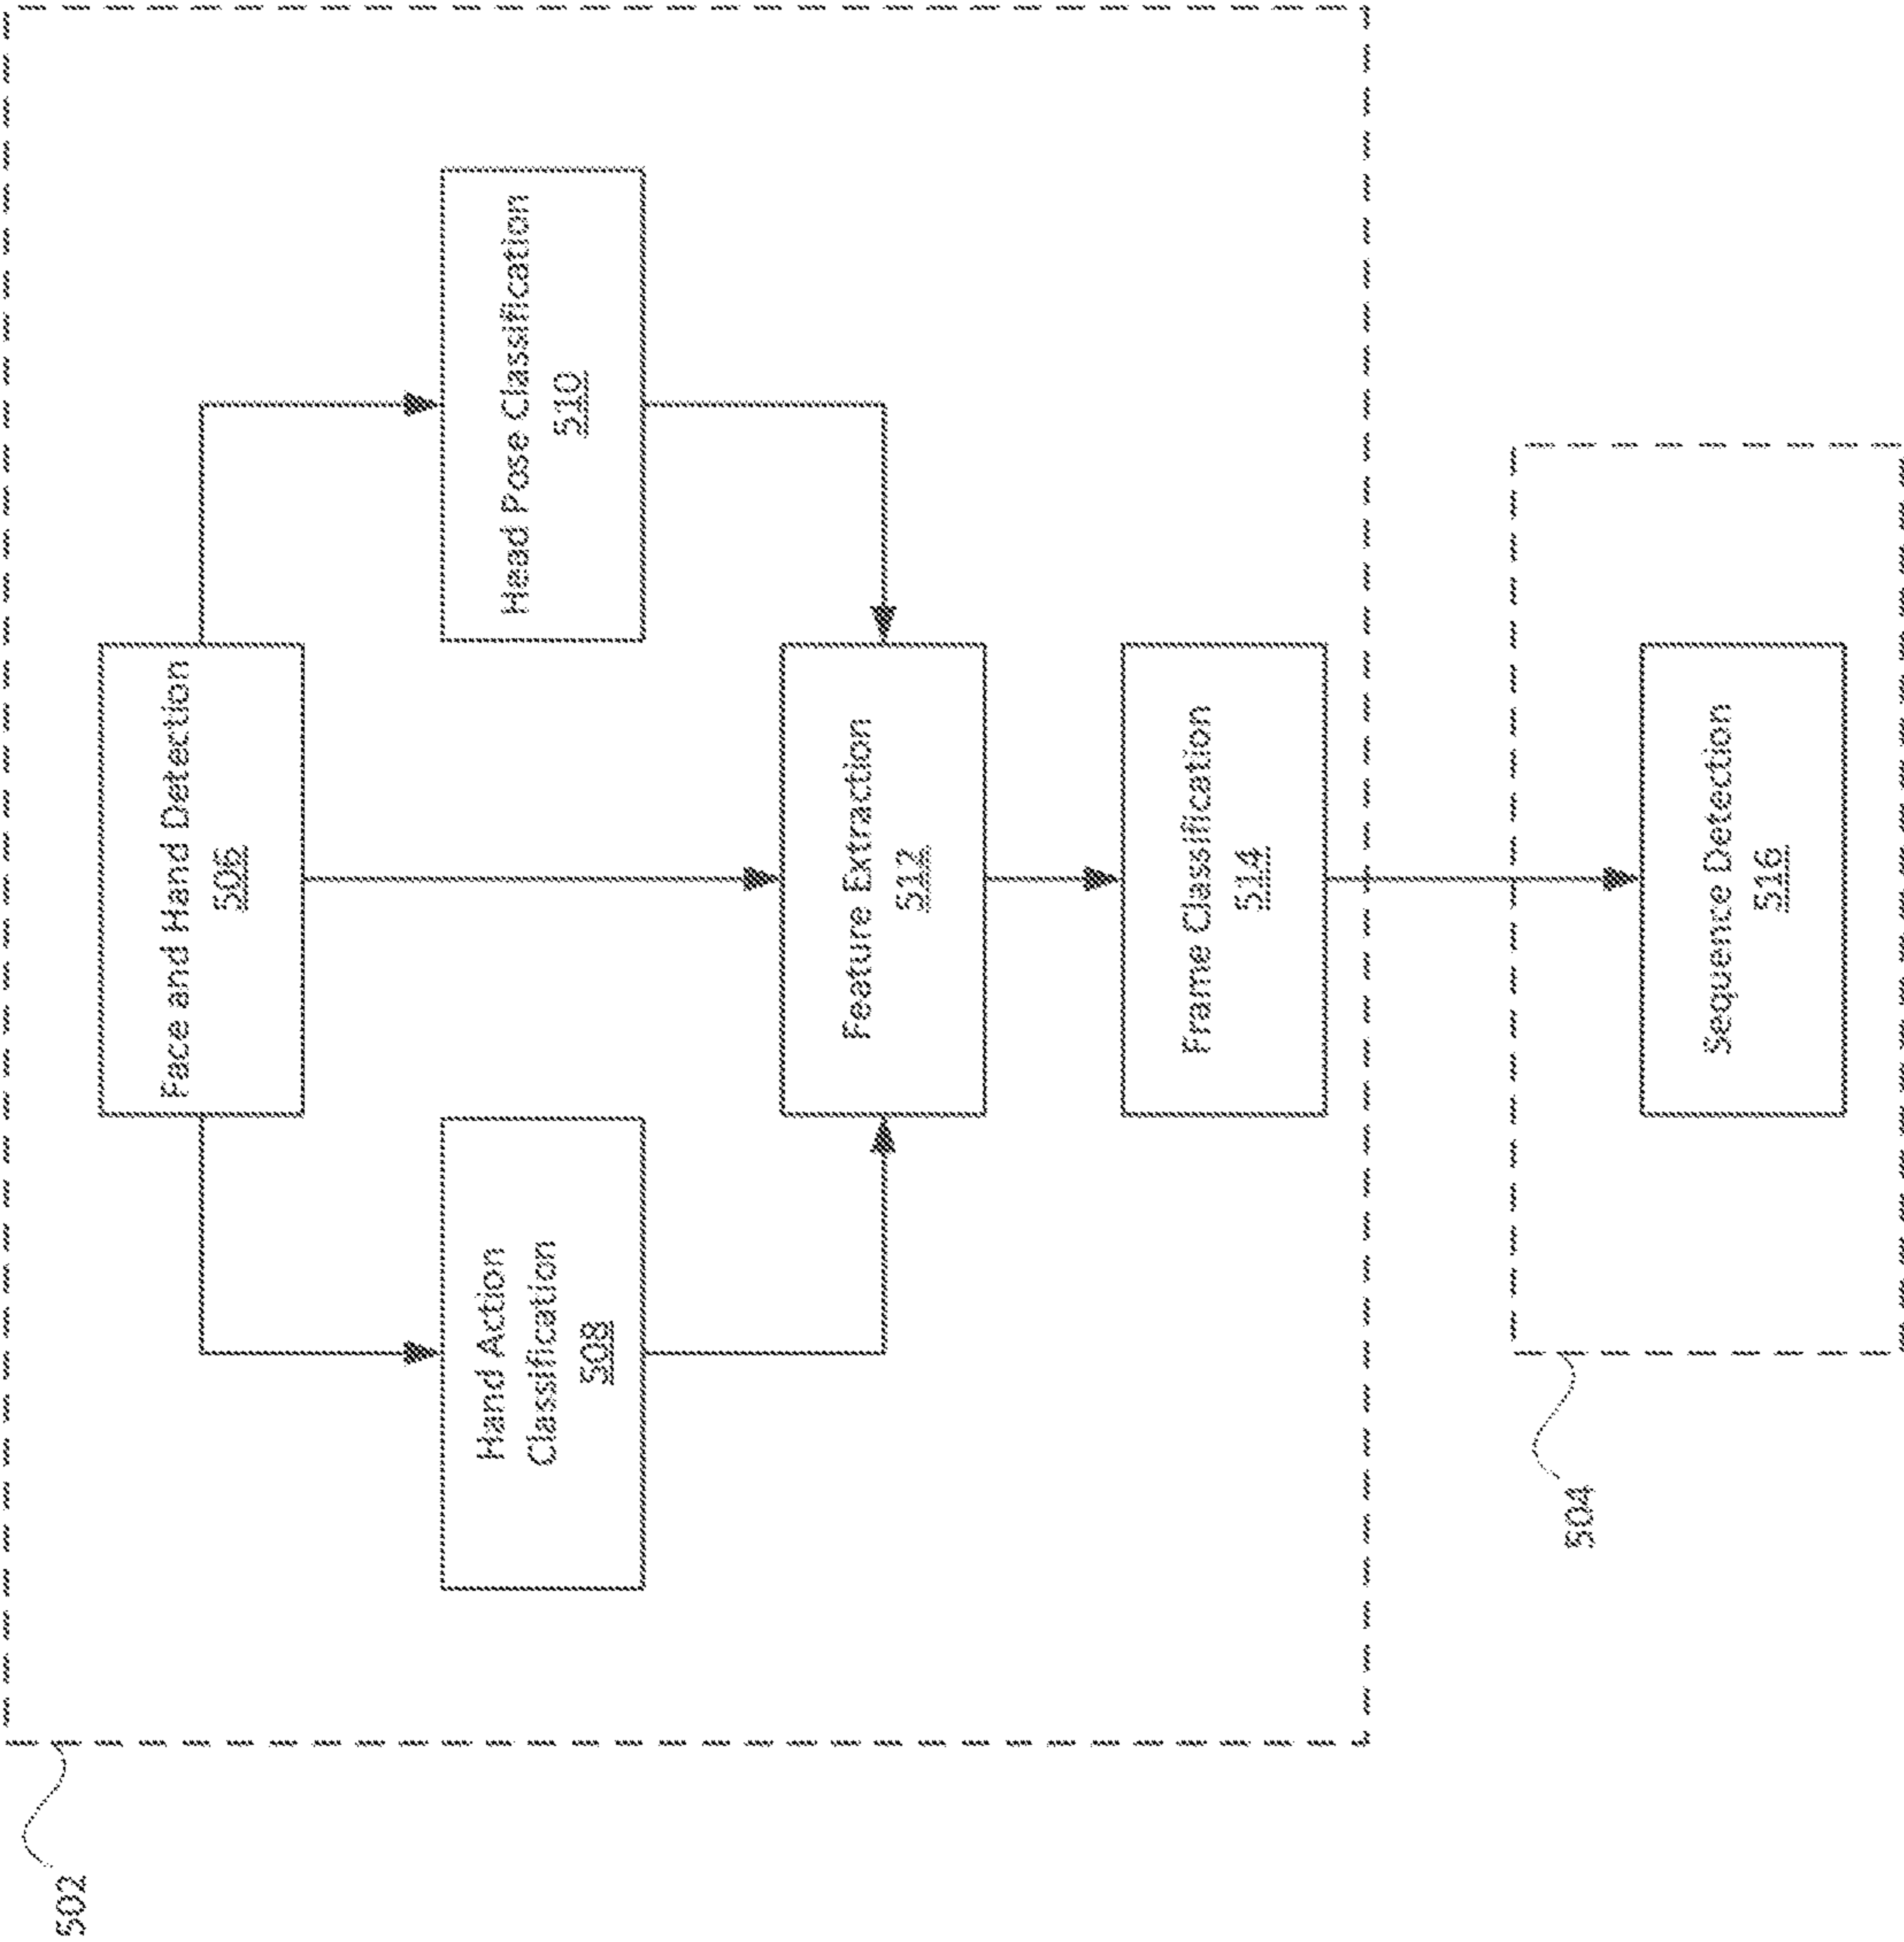 502
Face and Hand Detection
506
Hand Action
Classification
508
Head Pose Classification
510
Feature Extraction
512
Frame Classification
514
504
Sequence Detection
516